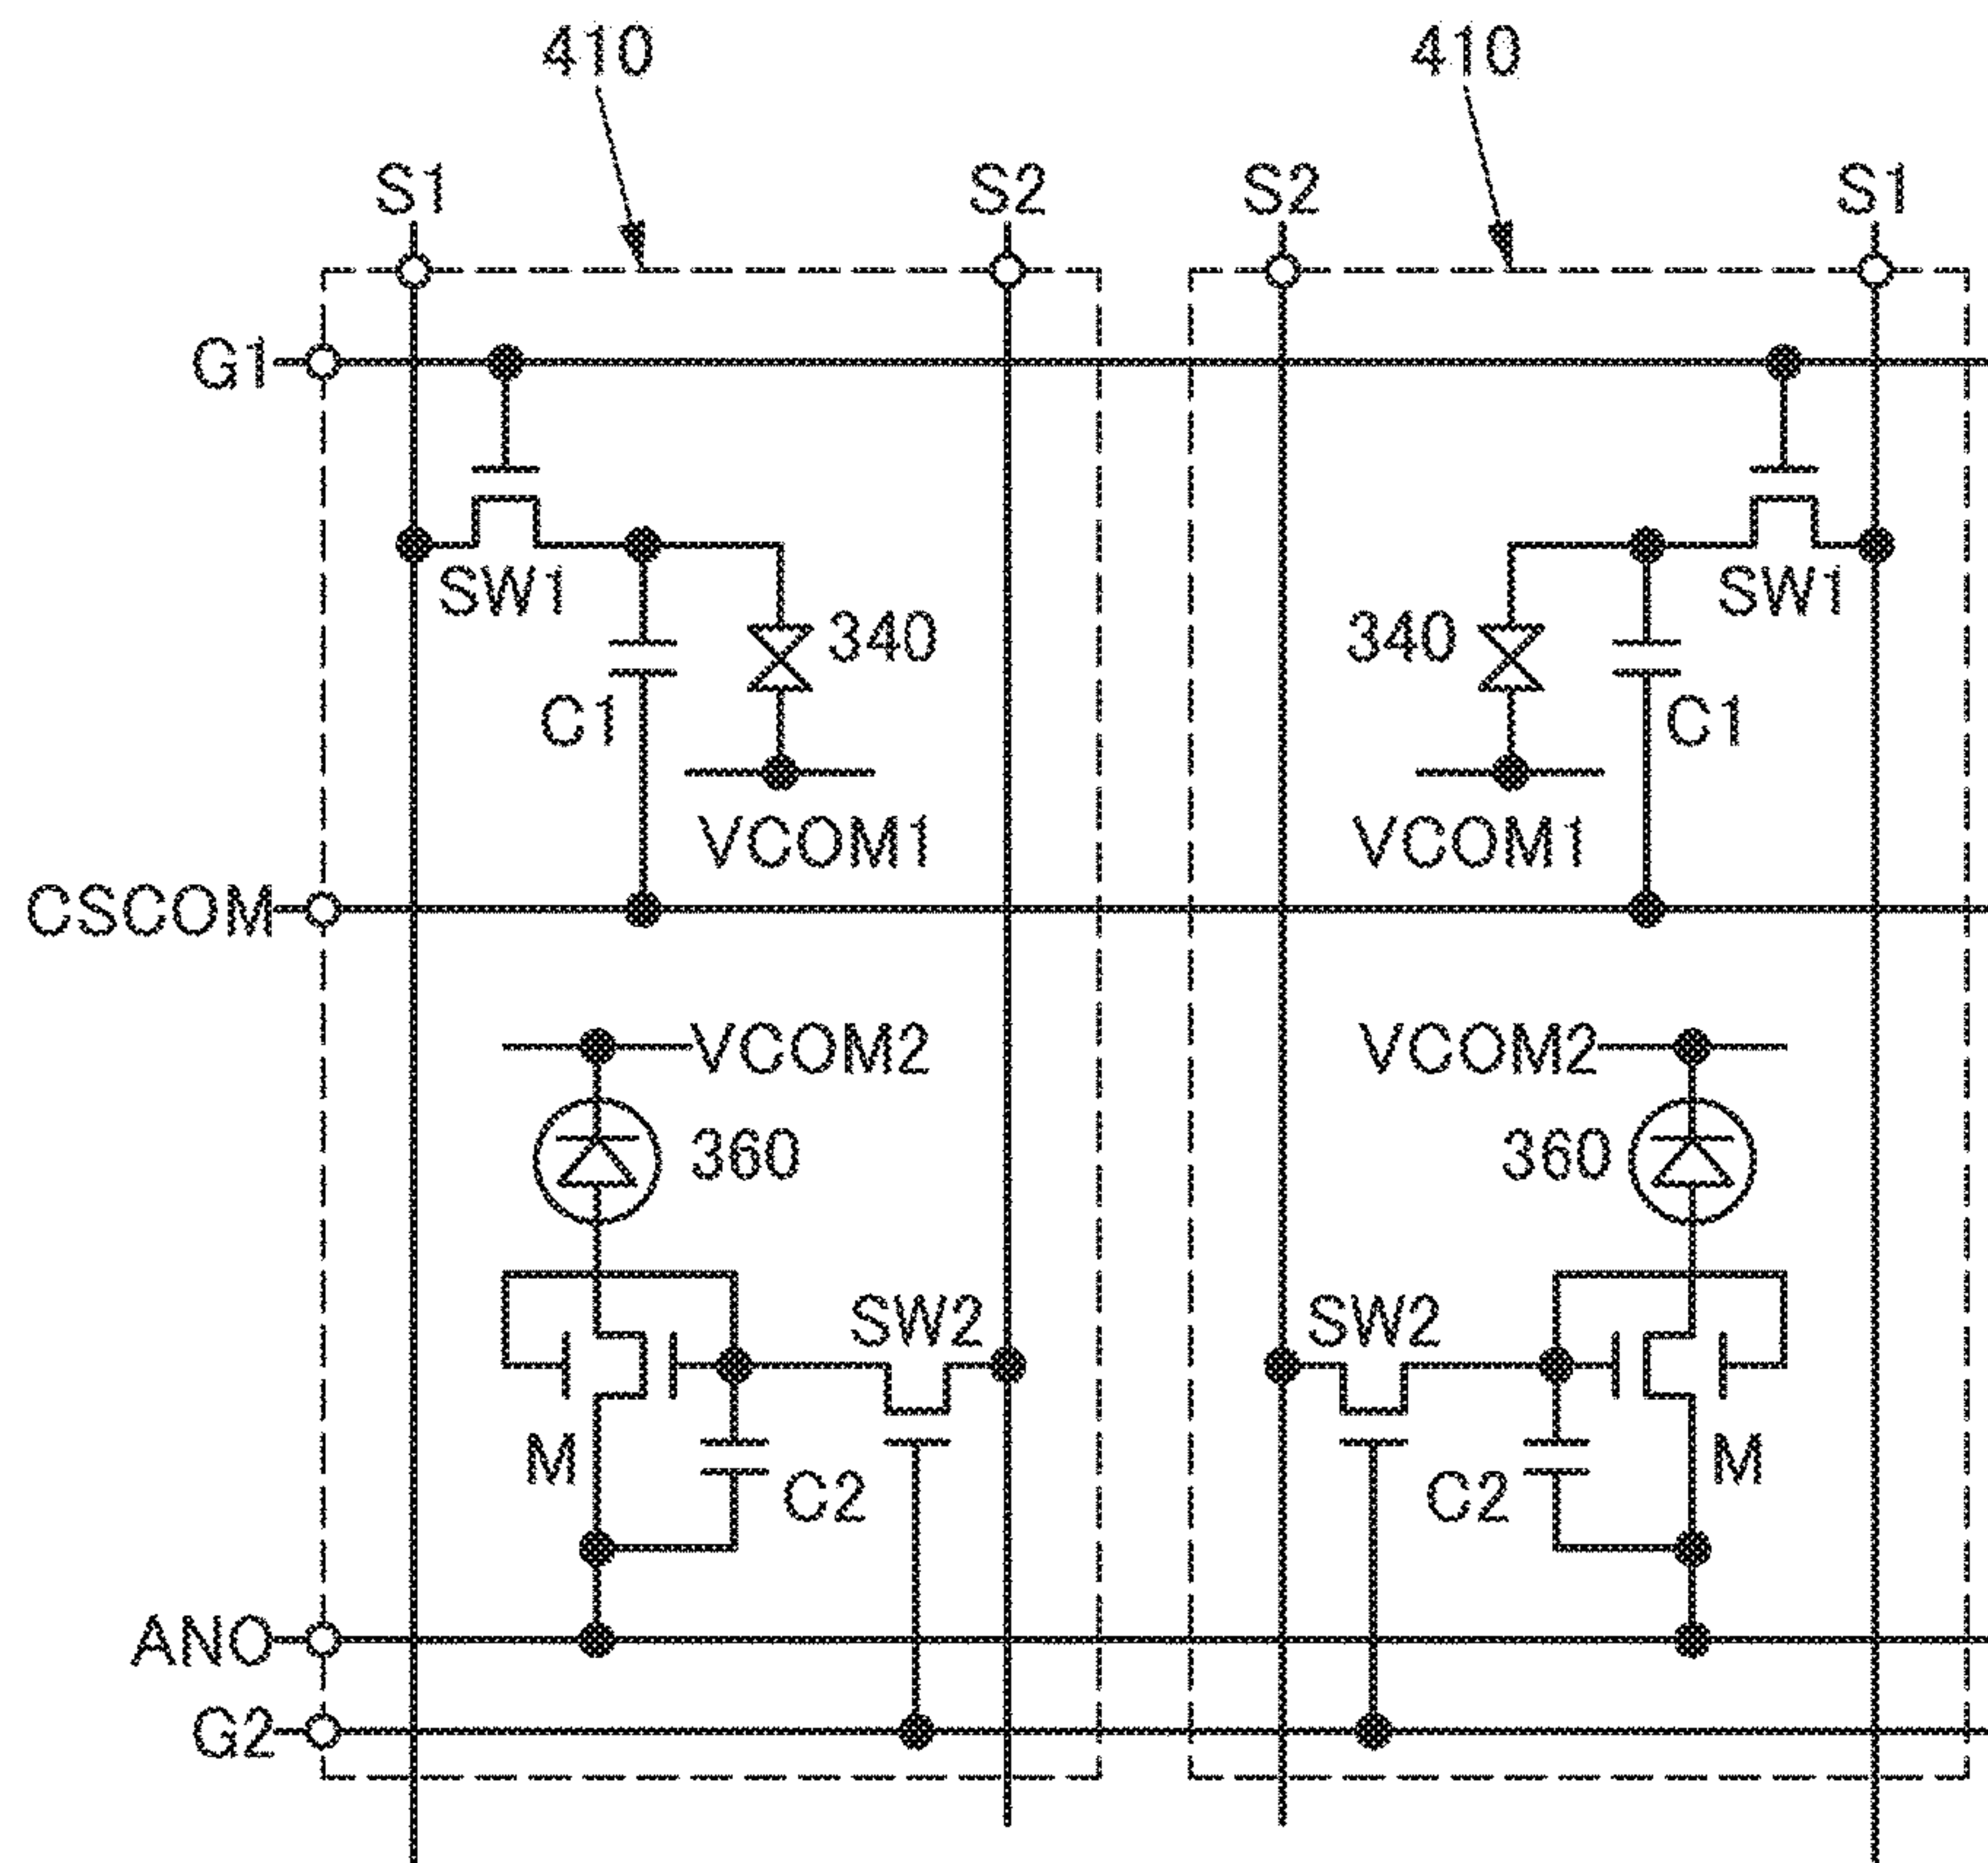 410 410
S1 S2 S2 S1
G1
SW1 SW1
340 340
C1 C1
VCOM1 VCOM1
CSCOM
VCOM2 VCOM2
360 360
SW2 SW2
M C2 C2 M
ANO
G2